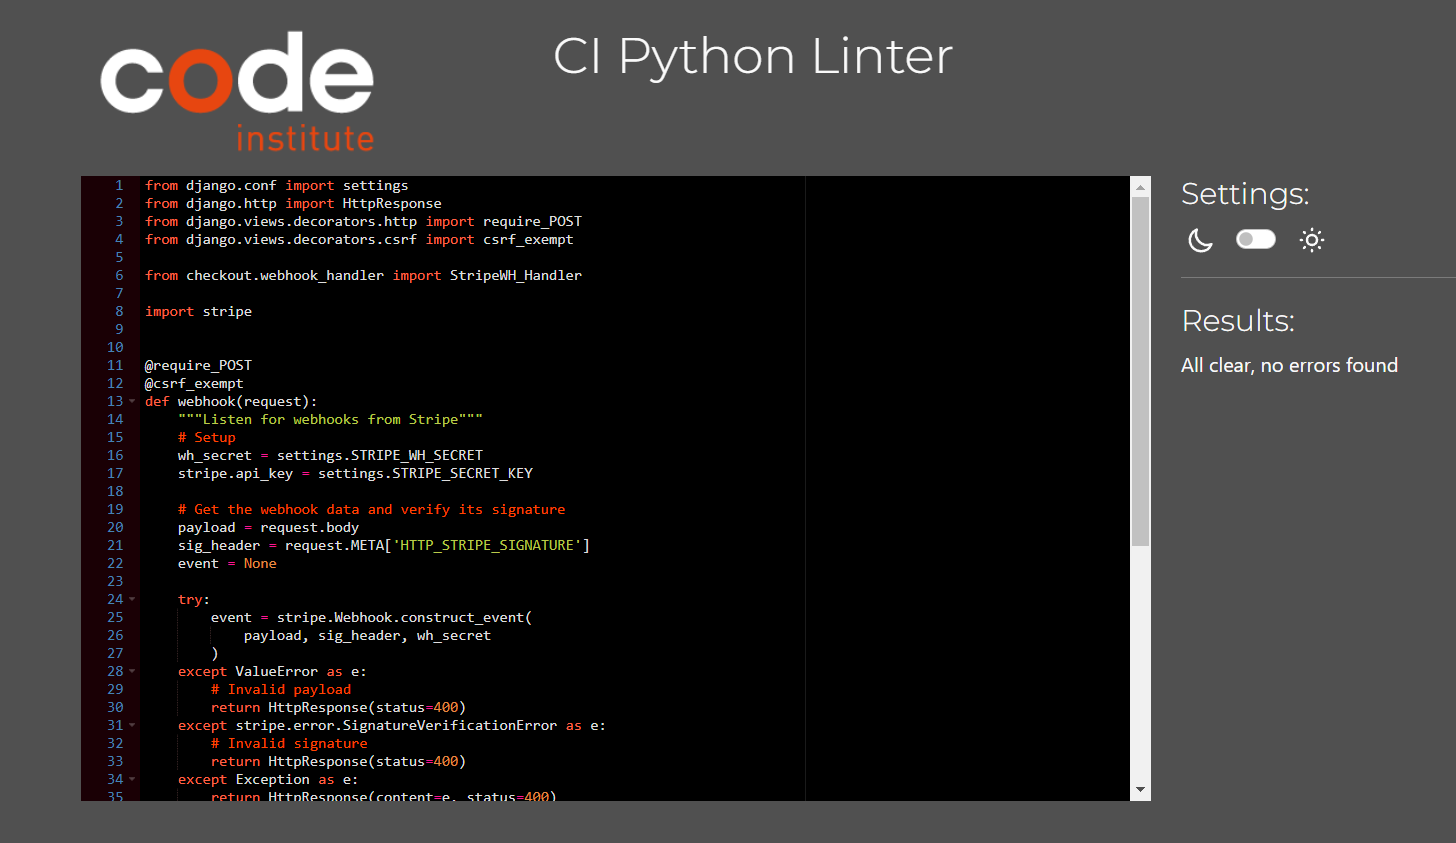 code
institute
CI Python Linter
1 from django.conf import settings
2 from django.http import HttpResponse
3 from django.views.decorators.http import require_POST
4 from django.views.decorators.csrf import csrf_exempt
5
6 from checkout.webhook_handler import StripeWH_Handler
7
8 import stripe
9
10
11 @require_POST
12 @csrf_exempt
13 def webhook(request):
14     """Listen for webhooks from Stripe"""
15     # Setup
16     wh_secret = settings.STRIPE_WH_SECRET
17     stripe.api_key = settings.STRIPE_SECRET_KEY
18
19     # Get the webhook data and verify its signature
20     payload = request.body
21     sig_header = request.META['HTTP_STRIPE_SIGNATURE']
22     event = None
23
24     try:
25         event = stripe.Webhook.construct_event(
26             payload, sig_header, wh_secret
27         )
28     except ValueError as e:
29         # Invalid payload
30         return HttpResponse(status=400)
31     except stripe.error.SignatureVerificationError as e:
32         # Invalid signature
33         return HttpResponse(status=400)
34     except Exception as e:
35         return HttpResponse(content=e, status=400)
Settings:
Results:
All clear, no errors found